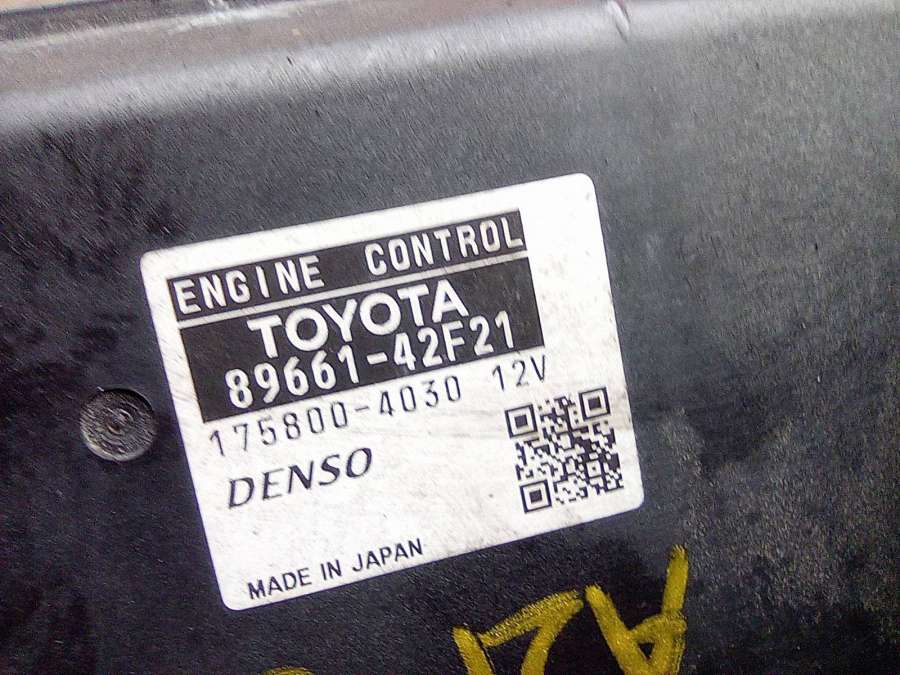 ENGINE CONTROL
TOYOTA
89661-42F21
175800-4030 12V
DENSO
MADE IN JAPAN